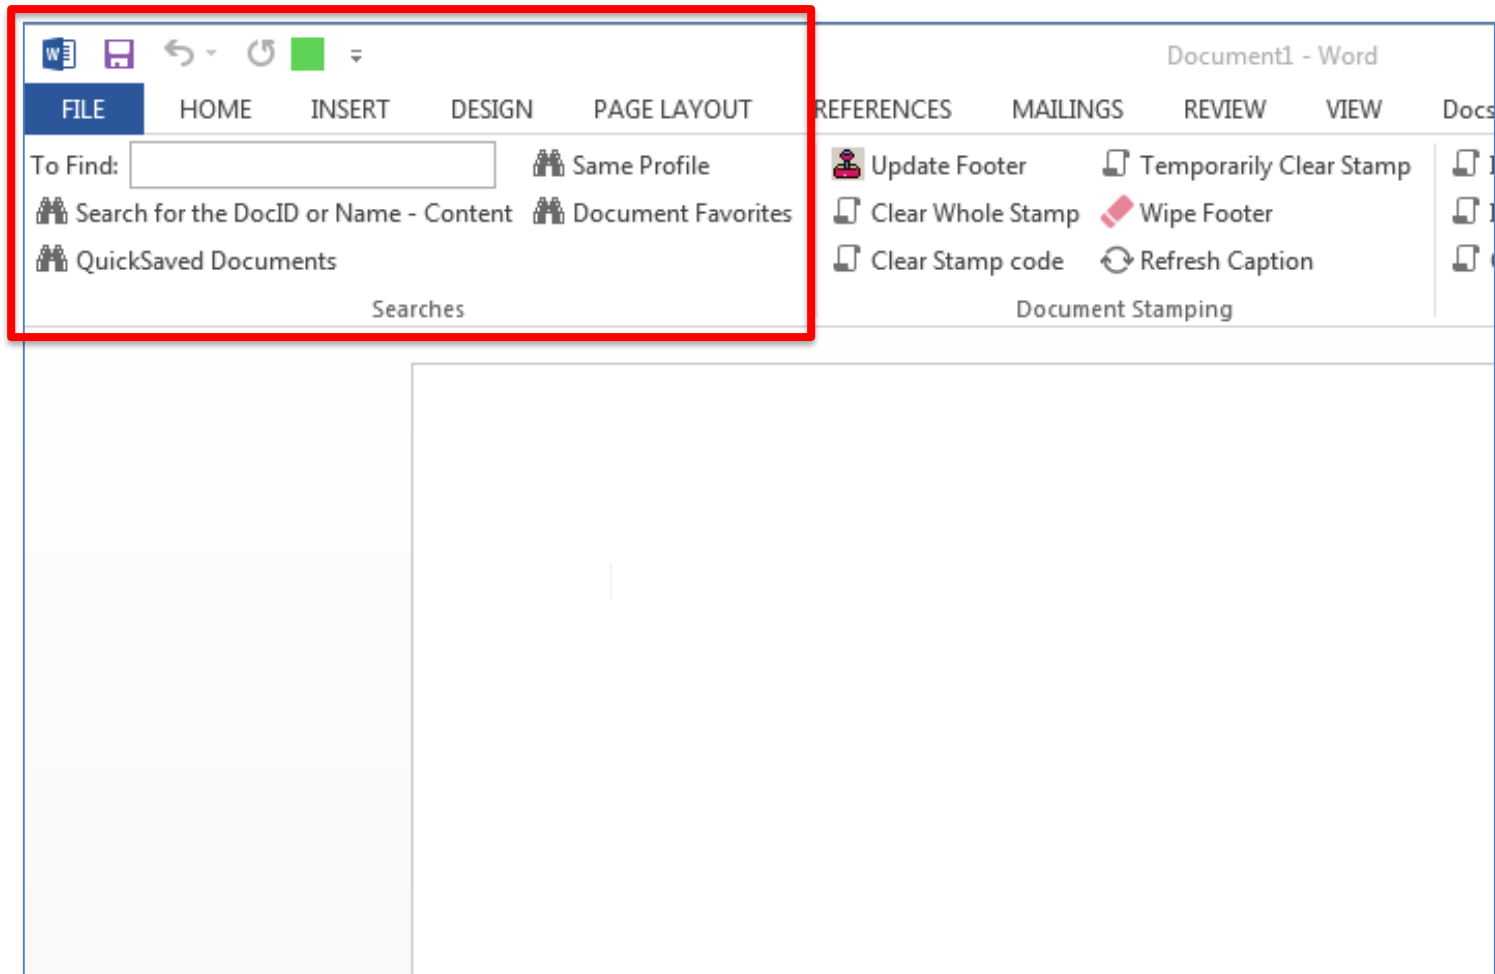 Document1 - Word
FILE HOME INSERT DESIGN PAGE LAYOUT REFERENCES MAILINGS REVIEW VIEW Docs
To Find: Same Profile Update Footer Temporarily Clear Stamp
Search for the DocID or Name - Content Document Favorites Clear Whole Stamp Wipe Footer
QuickSaved Documents Clear Stamp code Refresh Caption
Searches Document Stamping